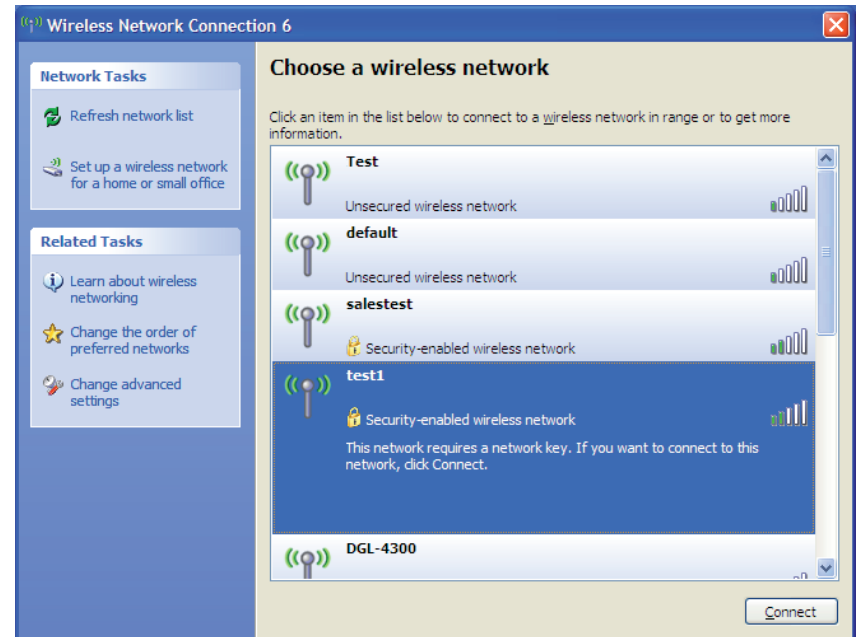 Wireless Network Connection 6
Network Tasks
Refresh network list
Set up a wireless network
for a home or small office
Related Tasks
Learn about wireless
networking
Change the order of
preferred networks
Change advanced
settings
Choose a wireless network
Click an item in the list below to connect to a wireless network in range or to get more
information.
Test
Unsecured wireless network
default
Unsecured wireless network
salestest
Security-enabled wireless network
test1
Security-enabled wireless network
This network requires a network key. If you want to connect to this
network, click Connect.
DGL-4300
Connect